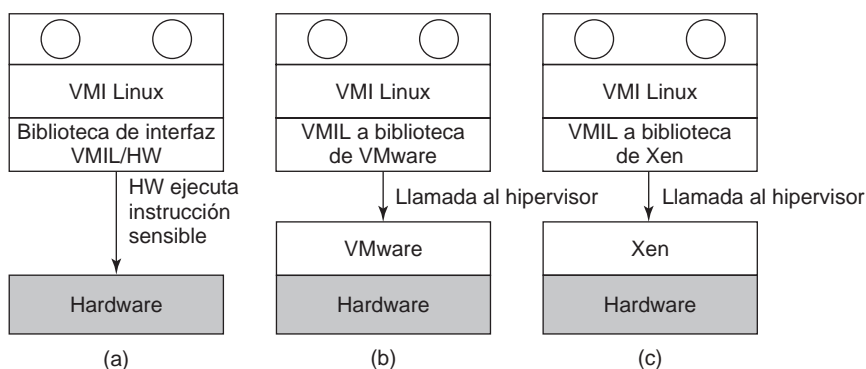 VMI Linux
Biblioteca de interfaz
VMIL/HW
HW ejecuta
instrucción
sensible
Hardware
(a)
VMI Linux
VMIL a biblioteca
de VMware
Llamada al hipervisor
VMware
Hardware
(b)
VMI Linux
VMIL a biblioteca
de Xen
Llamada al hipervisor
Xen
Hardware
(c)